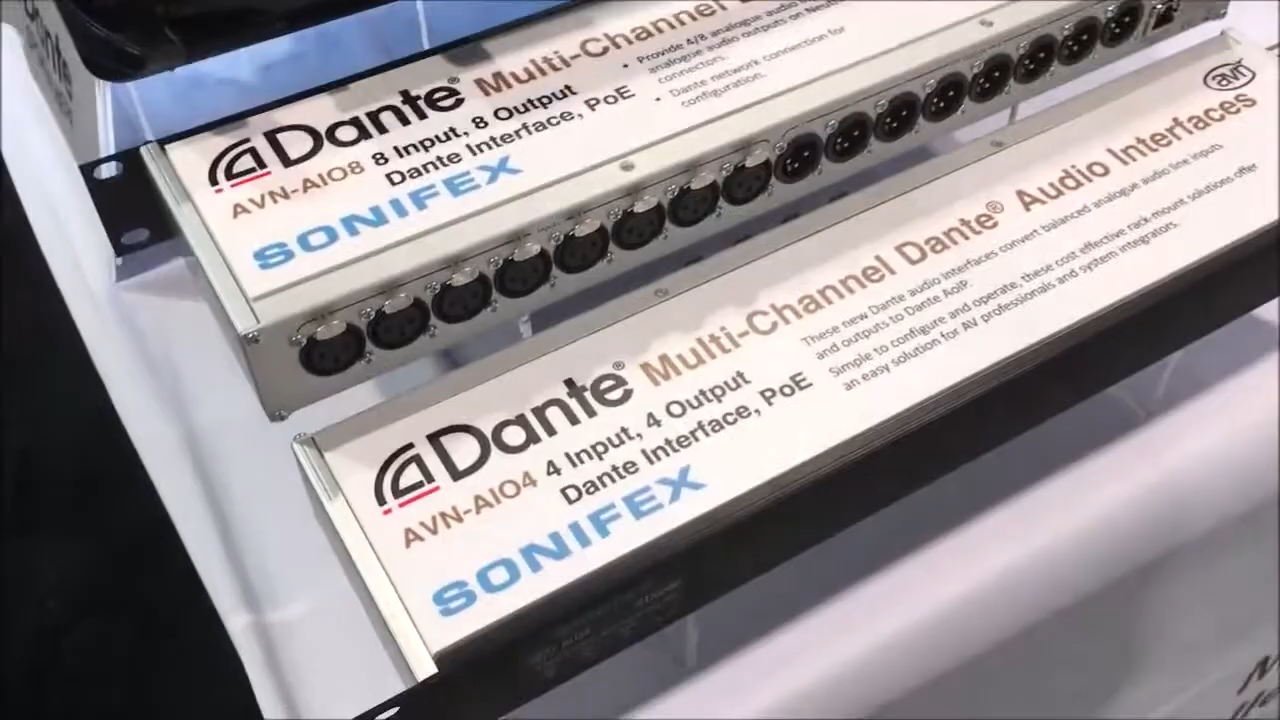 Dante® Multi-Channel
AVN-AIO8 8 Input, 8 Output
Dante Interface, PoE
SONIFEX
• Provide 4/8 analogue audio
analogue audio outputs on
connectors.
• Dante network connection for
configuration.
avn
Dante® Multi-Channel Dante® Audio Interfaces
AVN-AIO4 4 Input, 4 Output
Dante Interface, PoE
SONIFEX
These new Dante audio interfaces convert balanced analogue audio line inputs
and outputs to Dante AoIP.
Simple to configure and operate, these cost effective rack-mount solutions offer
an easy solution for AV professionals and system integrators.
Dante